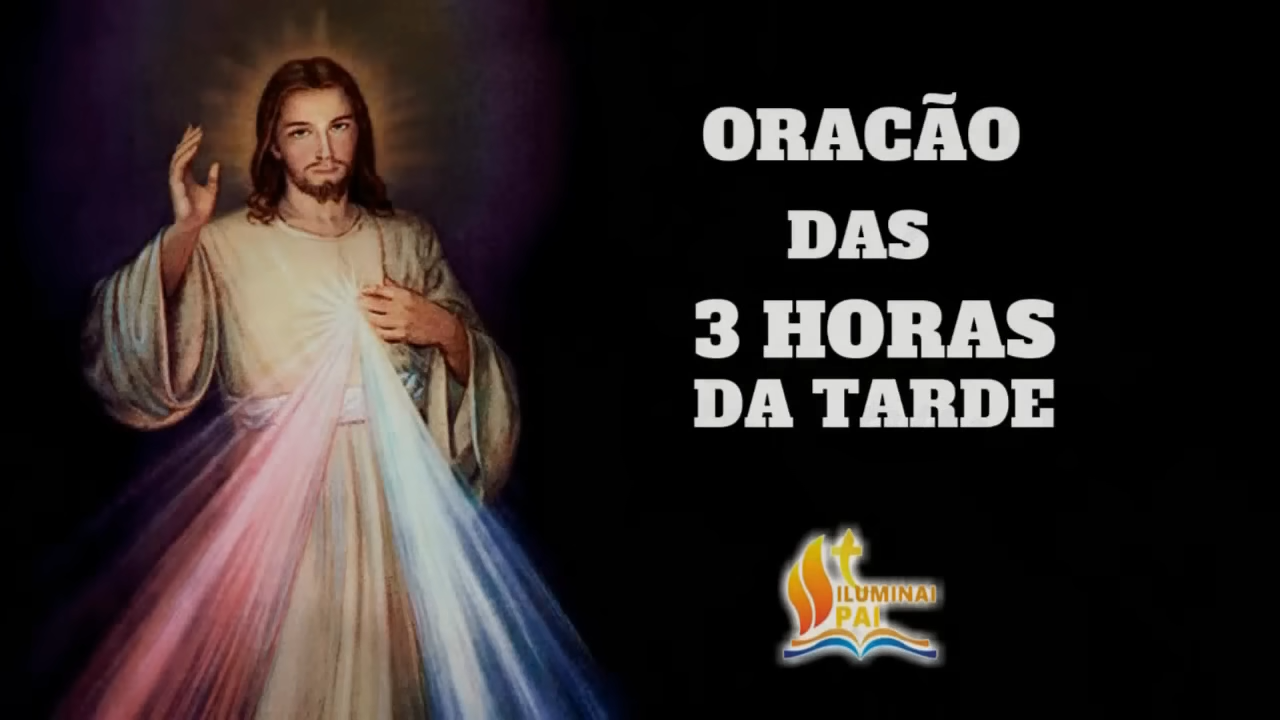 ORACÃO
DAS
3 HORAS
DA TARDE
ILUMINAI
PAI